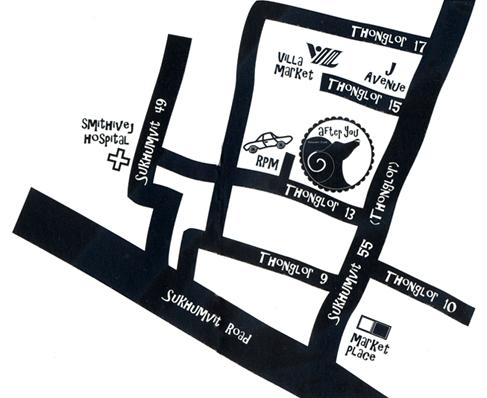 Thonglor 17
Villa
Market
J
Avenue
Thonglor 15
Sukhumvit 49
Smithivej
Hospital
After You
RPM
Thonglor 13
Sukhumvit 55 (Thonglor)
Thonglor 9
Thonglor 10
Sukhumvit Road
Market
Place